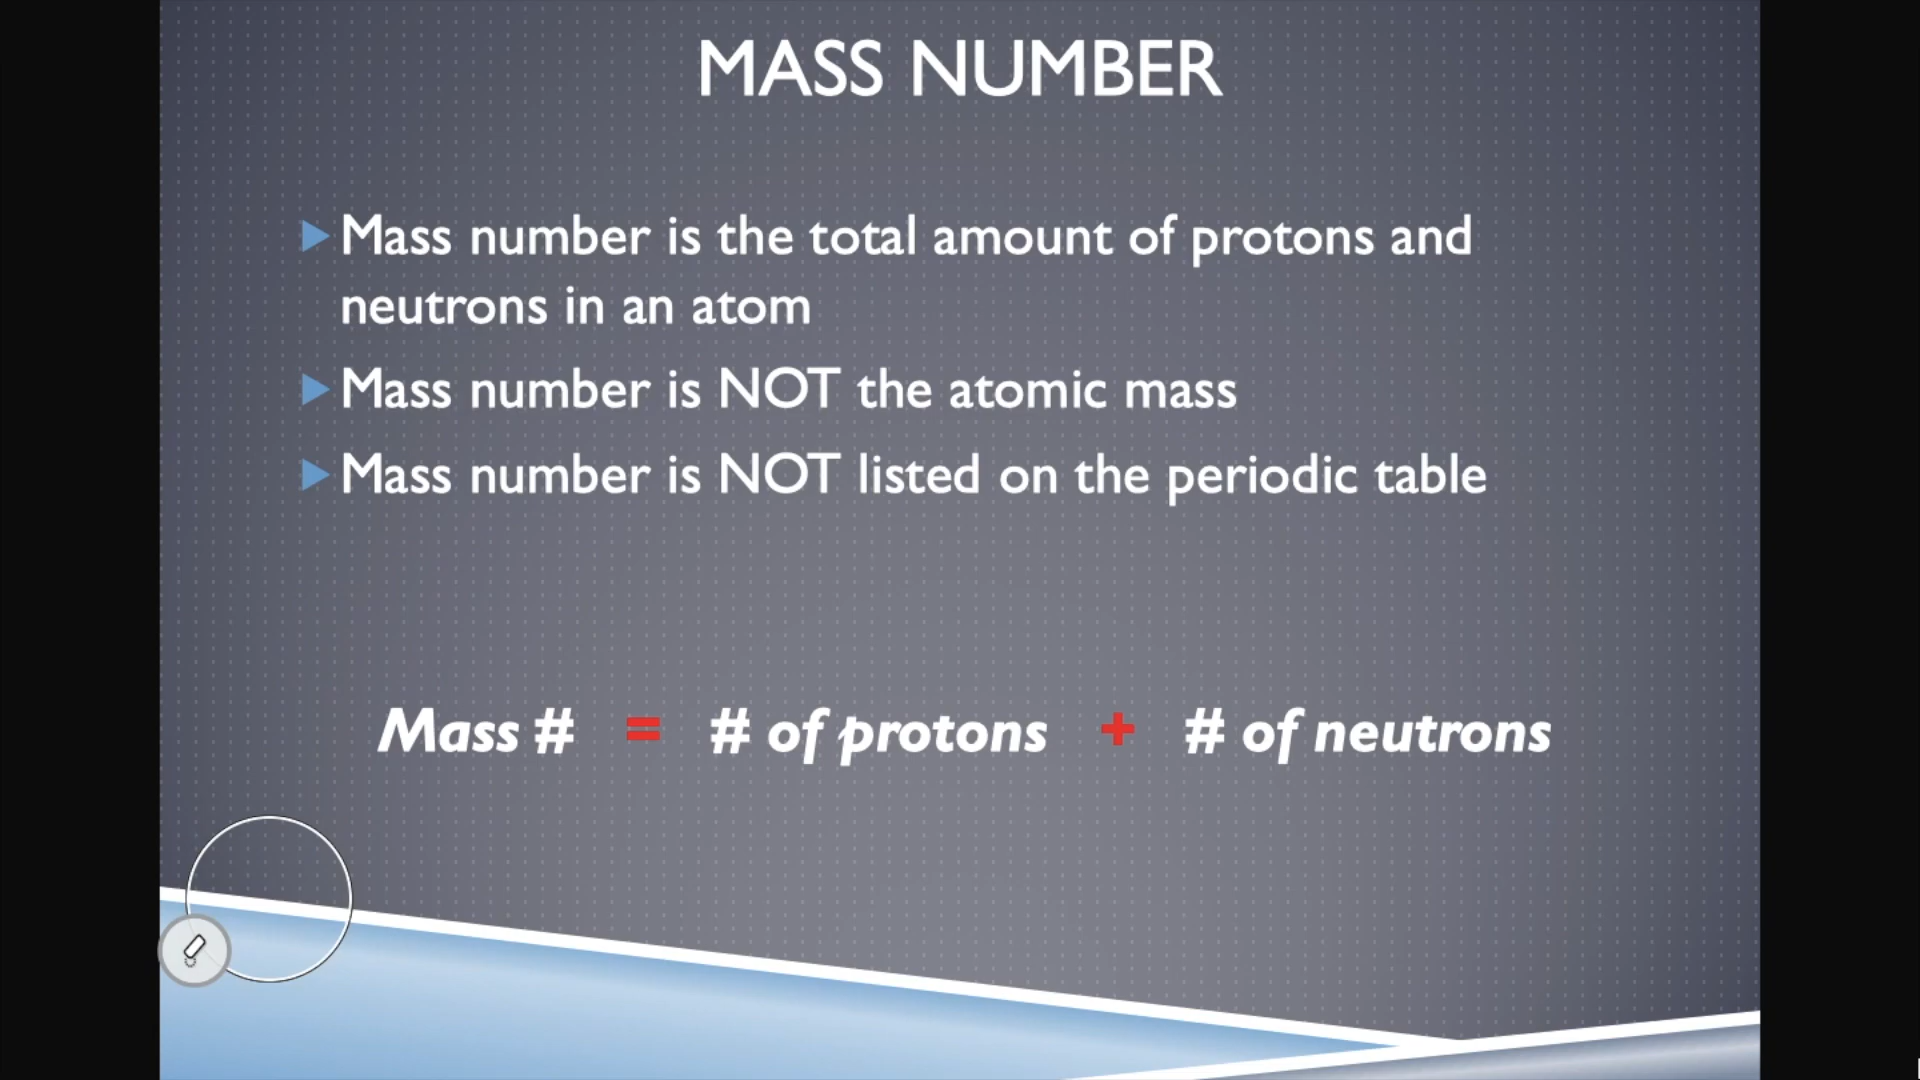 MASS NUMBER
Mass number is the total amount of protons and
neutrons in an atom
Mass number is NOT the atomic mass
Mass number is NOT listed on the periodic table
Mass # = # of protons + # of neutrons